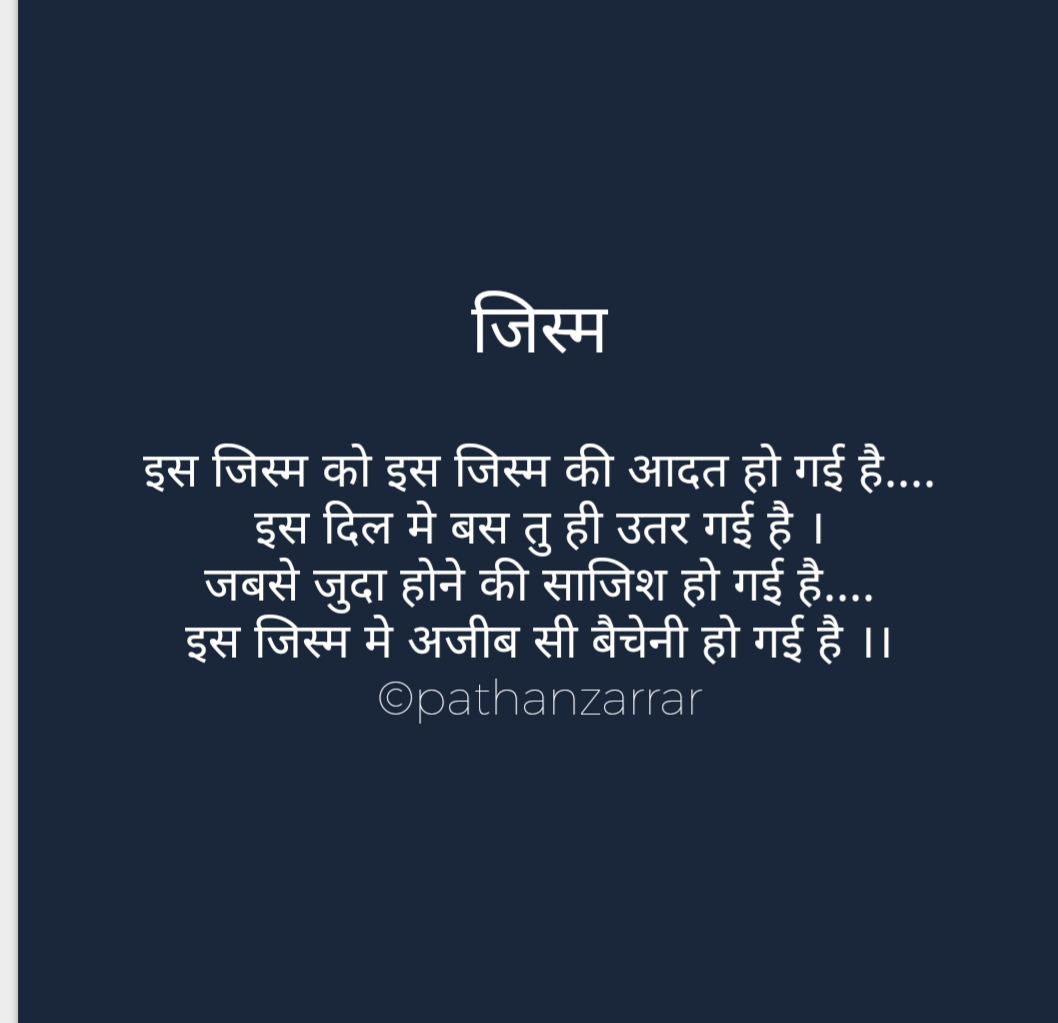 जिस्म
इस जिस्म को इस जिस्म की आदत हो गई है....
इस दिल मे बस तु ही उतर गई है ।
जबसे जुदा होने की साजिश हो गई है....
इस जिस्म मे अजीब सी बैचेनी हो गई है ।।
©pathanzarrar